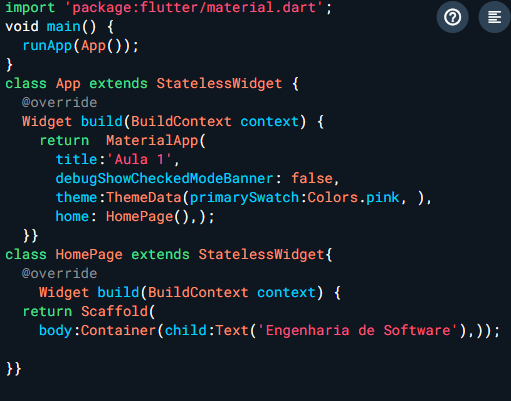 import 'package:flutter/material.dart';
void main() {
  runApp(App());
}
class App extends StatelessWidget {
  @override
  Widget build(BuildContext context) {
    return  MaterialApp(
      title:'Aula 1',
      debugShowCheckedModeBanner: false,
      theme:ThemeData(primarySwatch:Colors.pink, ),
      home: HomePage(),);
  }}
class HomePage extends StatelessWidget{
  @override
    Widget build(BuildContext context) {
  return Scaffold(
    body:Container(child:Text('Engenharia de Software'),));
}}